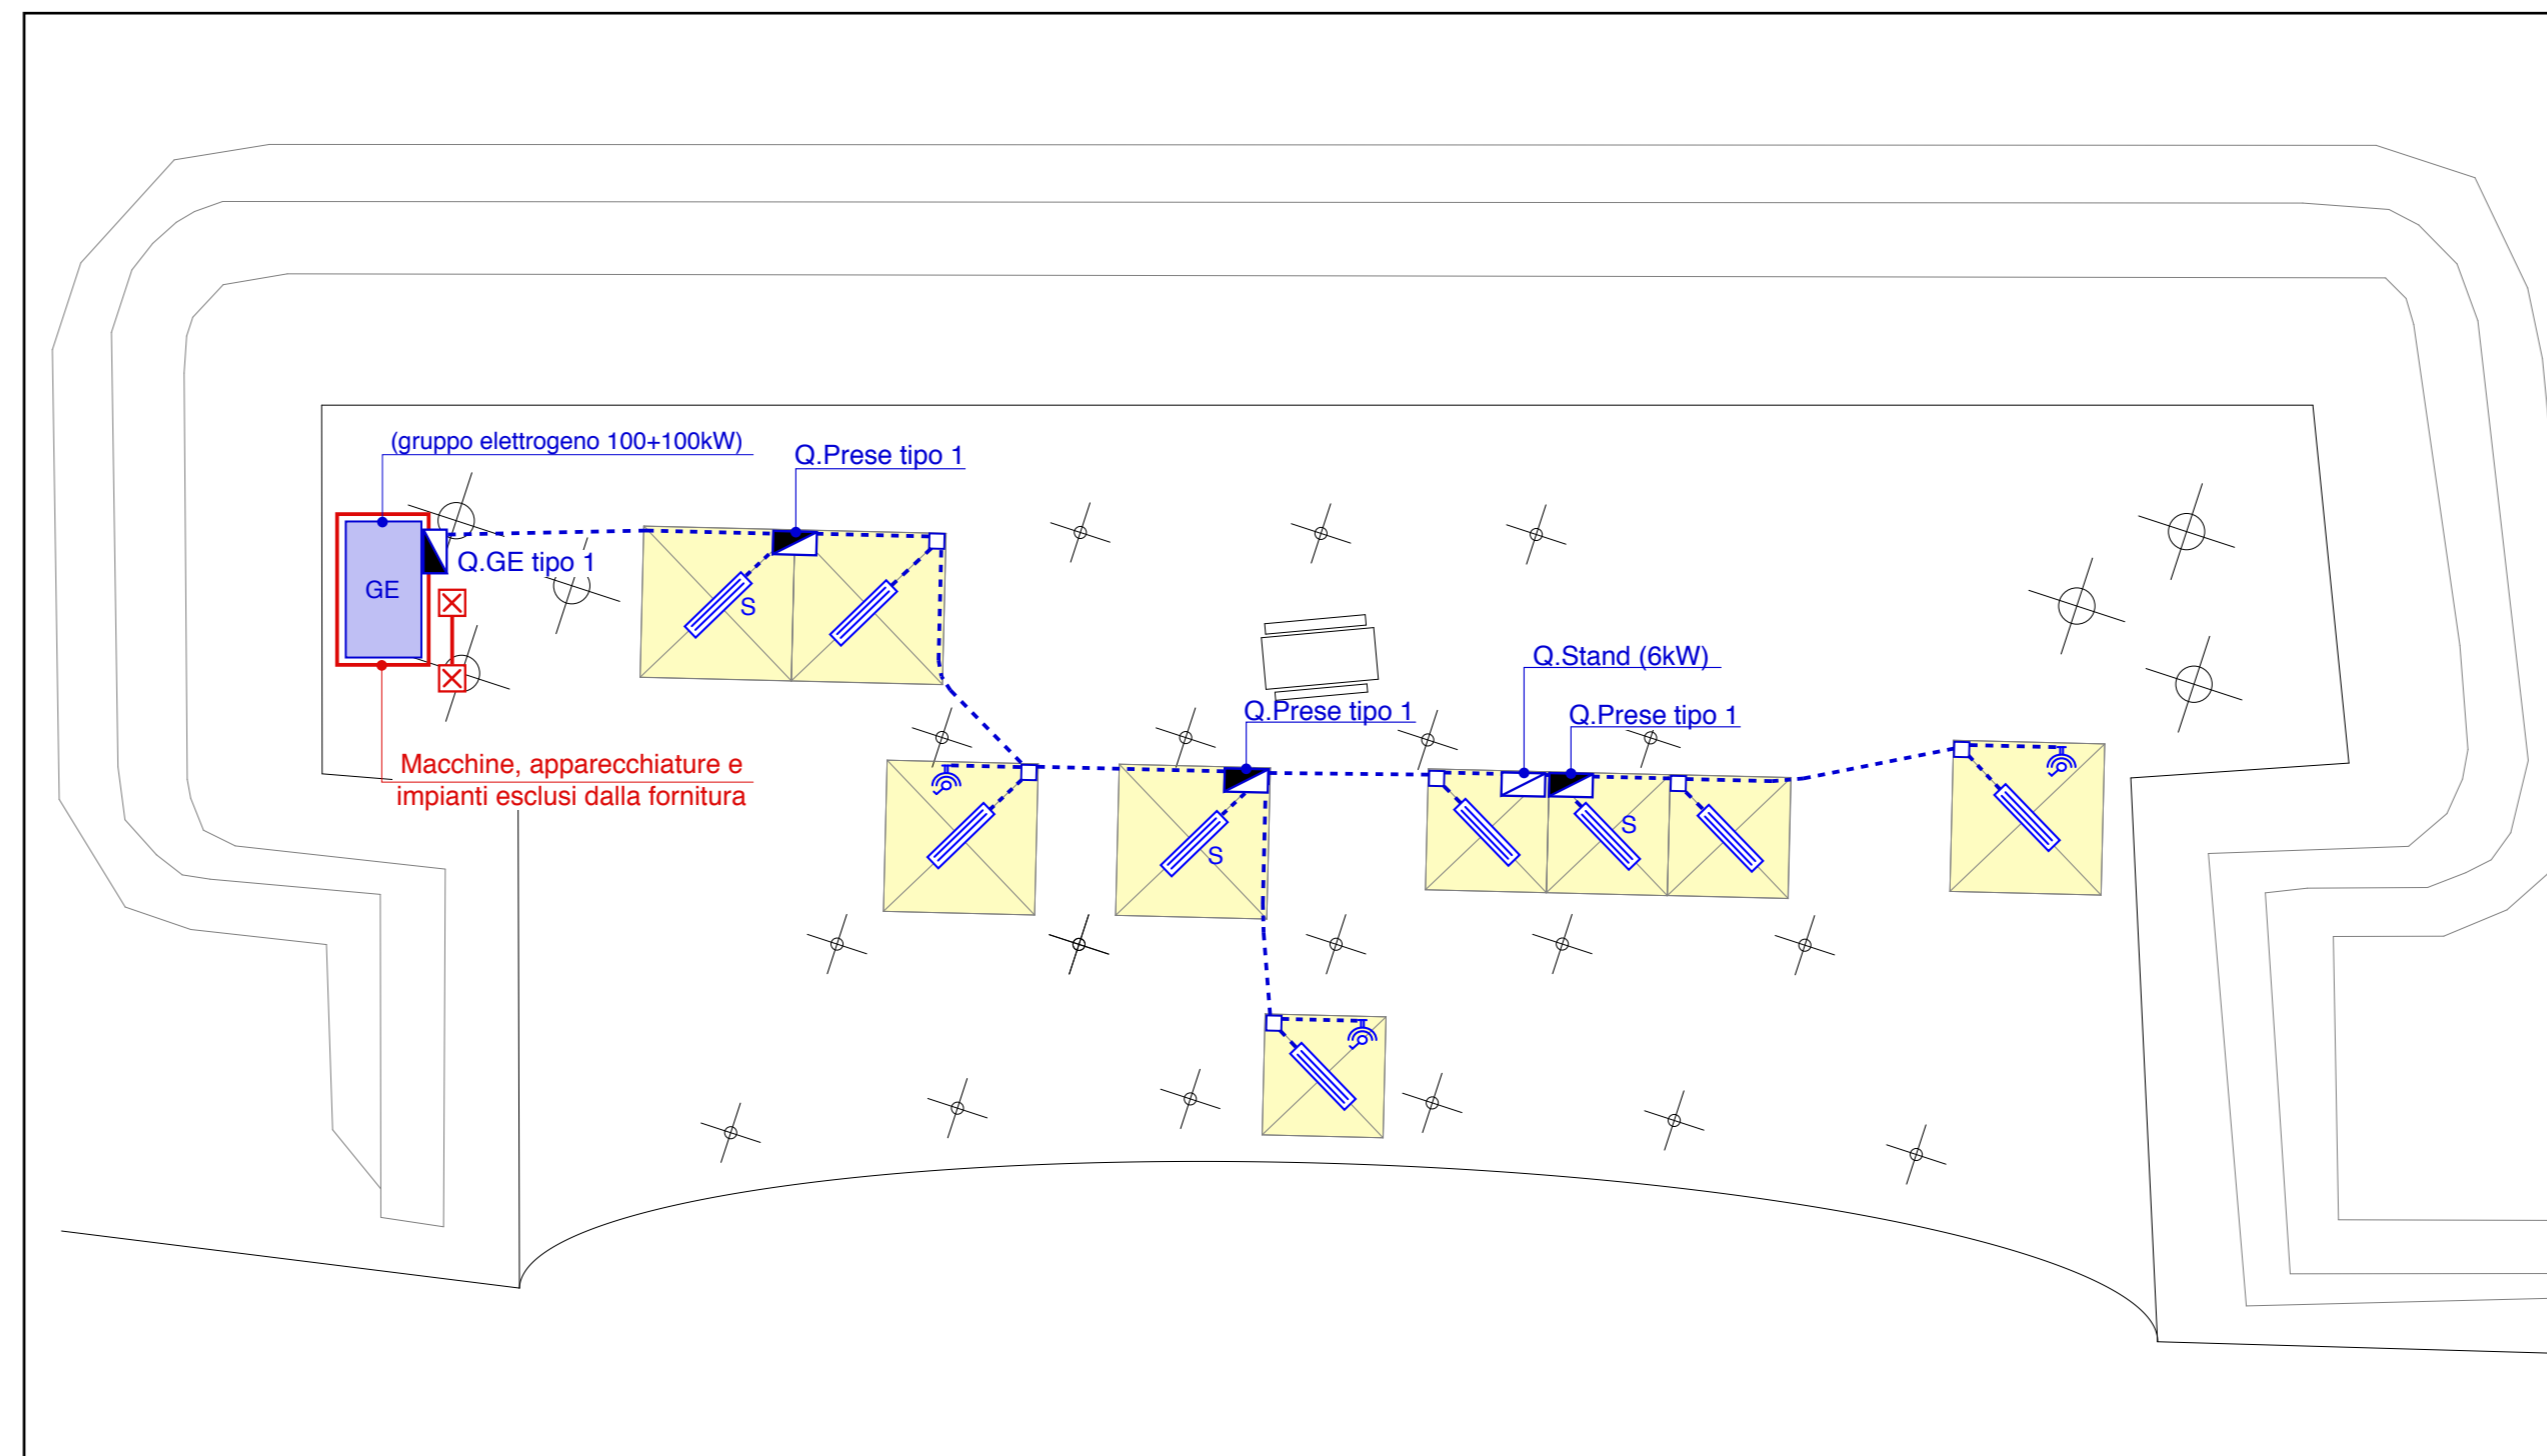 (gruppo elettrogeno 100+100kW)
Q.Prese tipo 1
Q.GE tipo 1
GE
S
Q.Stand (6kW)
Q.Prese tipo 1
Q.Prese tipo 1
Macchine, apparecchiature e
impianti esclusi dalla fornitura
S
S